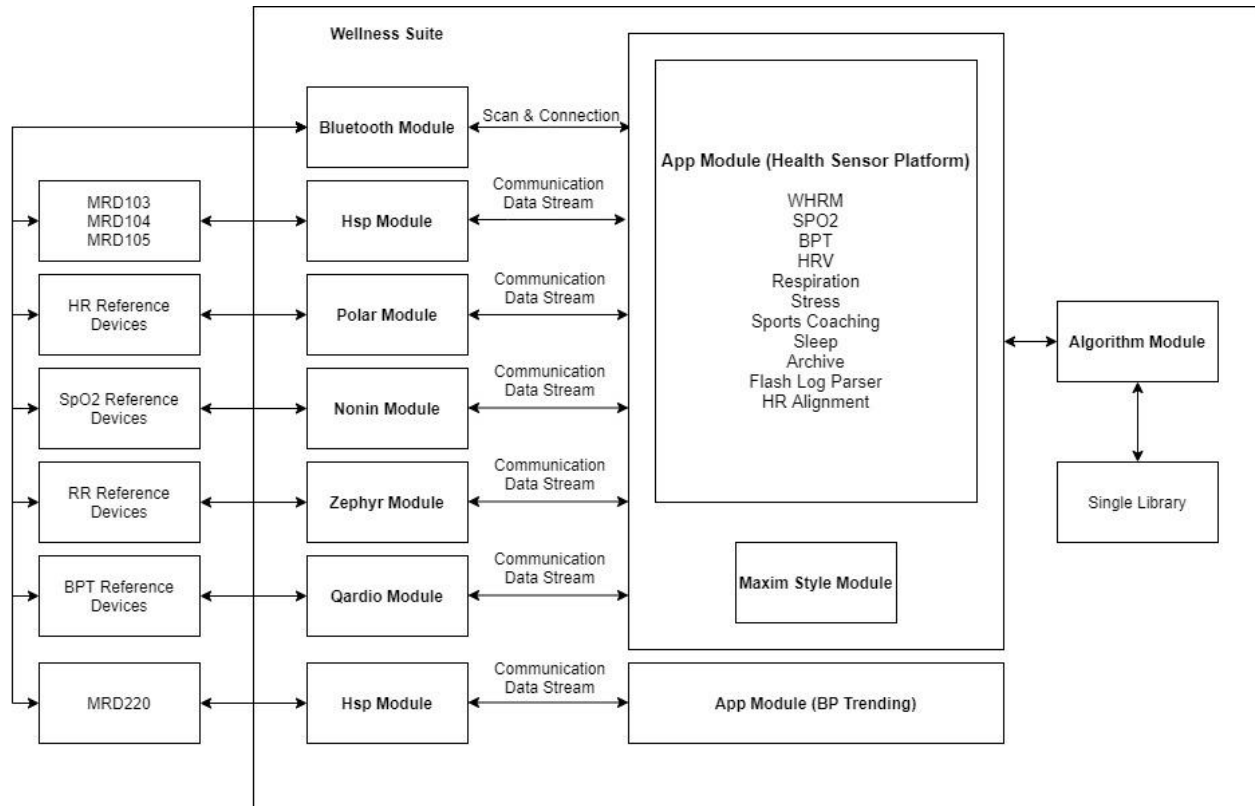 Wellness Suite
Bluetooth Module
Scan & Connection
App Module (Health Sensor Platform)
WHRM
SPO2
BPT
HRV
Respiration
Stress
Sports Coaching
Sleep
Archive
Flash Log Parser
HR Alignment
MRD103
MRD104
MRD105
Hsp Module
Communication
Data Stream
HR Reference
Devices
Polar Module
Communication
Data Stream
Algorithm Module
SpO2 Reference
Devices
Nonin Module
Communication
Data Stream
RR Reference
Devices
Zephyr Module
Communication
Data Stream
Single Library
BPT Reference
Devices
Qardio Module
Communication
Data Stream
Maxim Style Module
MRD220
Hsp Module
Communication
Data Stream
App Module (BP Trending)